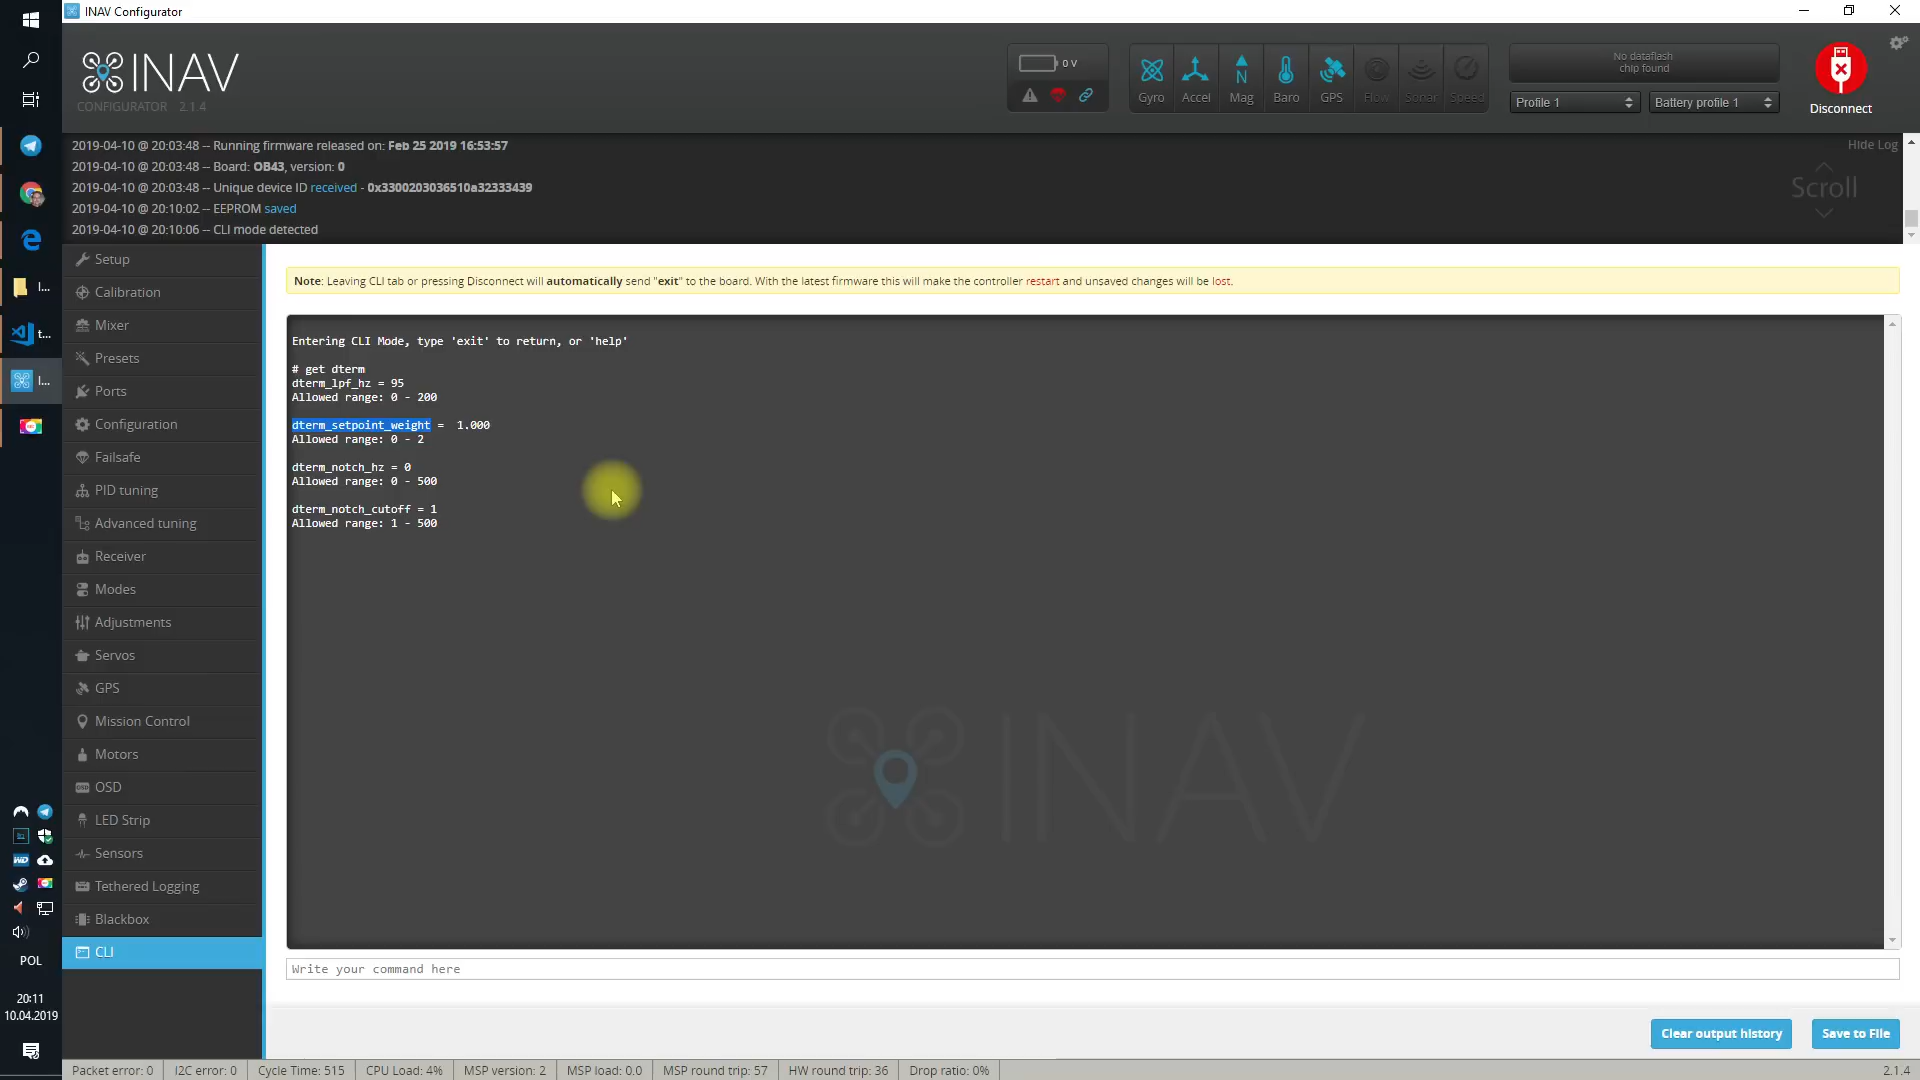 INAV Configurator
INAV
CONFIGURATOR 2.1.4
0 V
Gyro
Accel
Mag
Baro
GPS
Flow
Sonar
Speed
No dataflash
chip found
Profile 1
Battery profile 1
Disconnect
2019-04-10 @ 20:03:48 -- Running firmware released on: Feb 25 2019 16:53:57
2019-04-10 @ 20:03:48 -- Board: OB43, version: 0
2019-04-10 @ 20:03:48 -- Unique device ID received - 0x3300203036510a32333439
2019-04-10 @ 20:10:02 -- EEPROM saved
2019-04-10 @ 20:10:06 -- CLI mode detected
Hide Log
Scroll
I...
t...
I...
Setup
Calibration
Mixer
Presets
Ports
Configuration
Failsafe
PID tuning
Advanced tuning
Receiver
Modes
Adjustments
Servos
GPS
Mission Control
Motors
OSD
LED Strip
Sensors
Tethered Logging
Blackbox
CLI
Note: Leaving CLI tab or pressing Disconnect will automatically send "exit" to the board. With the latest firmware this will make the controller restart and unsaved changes will be lost.
Entering CLI Mode, type 'exit' to return, or 'help'
# get dterm
dterm_lpf_hz = 95
Allowed range: 0 - 200
dterm_setpoint_weight =  1.000
Allowed range: 0 - 2
dterm_notch_hz = 0
Allowed range: 0 - 500
dterm_notch_cutoff = 1
Allowed range: 1 - 500
INAV
Write your command here
Clear output history
Save to File
WD
POL
20:11
10.04.2019
Packet error: 0
I2C error: 0
Cycle Time: 515
CPU Load: 4%
MSP version: 2
MSP load: 0.0
MSP round trip: 57
HW round trip: 36
Drop ratio: 0%
2.1.4